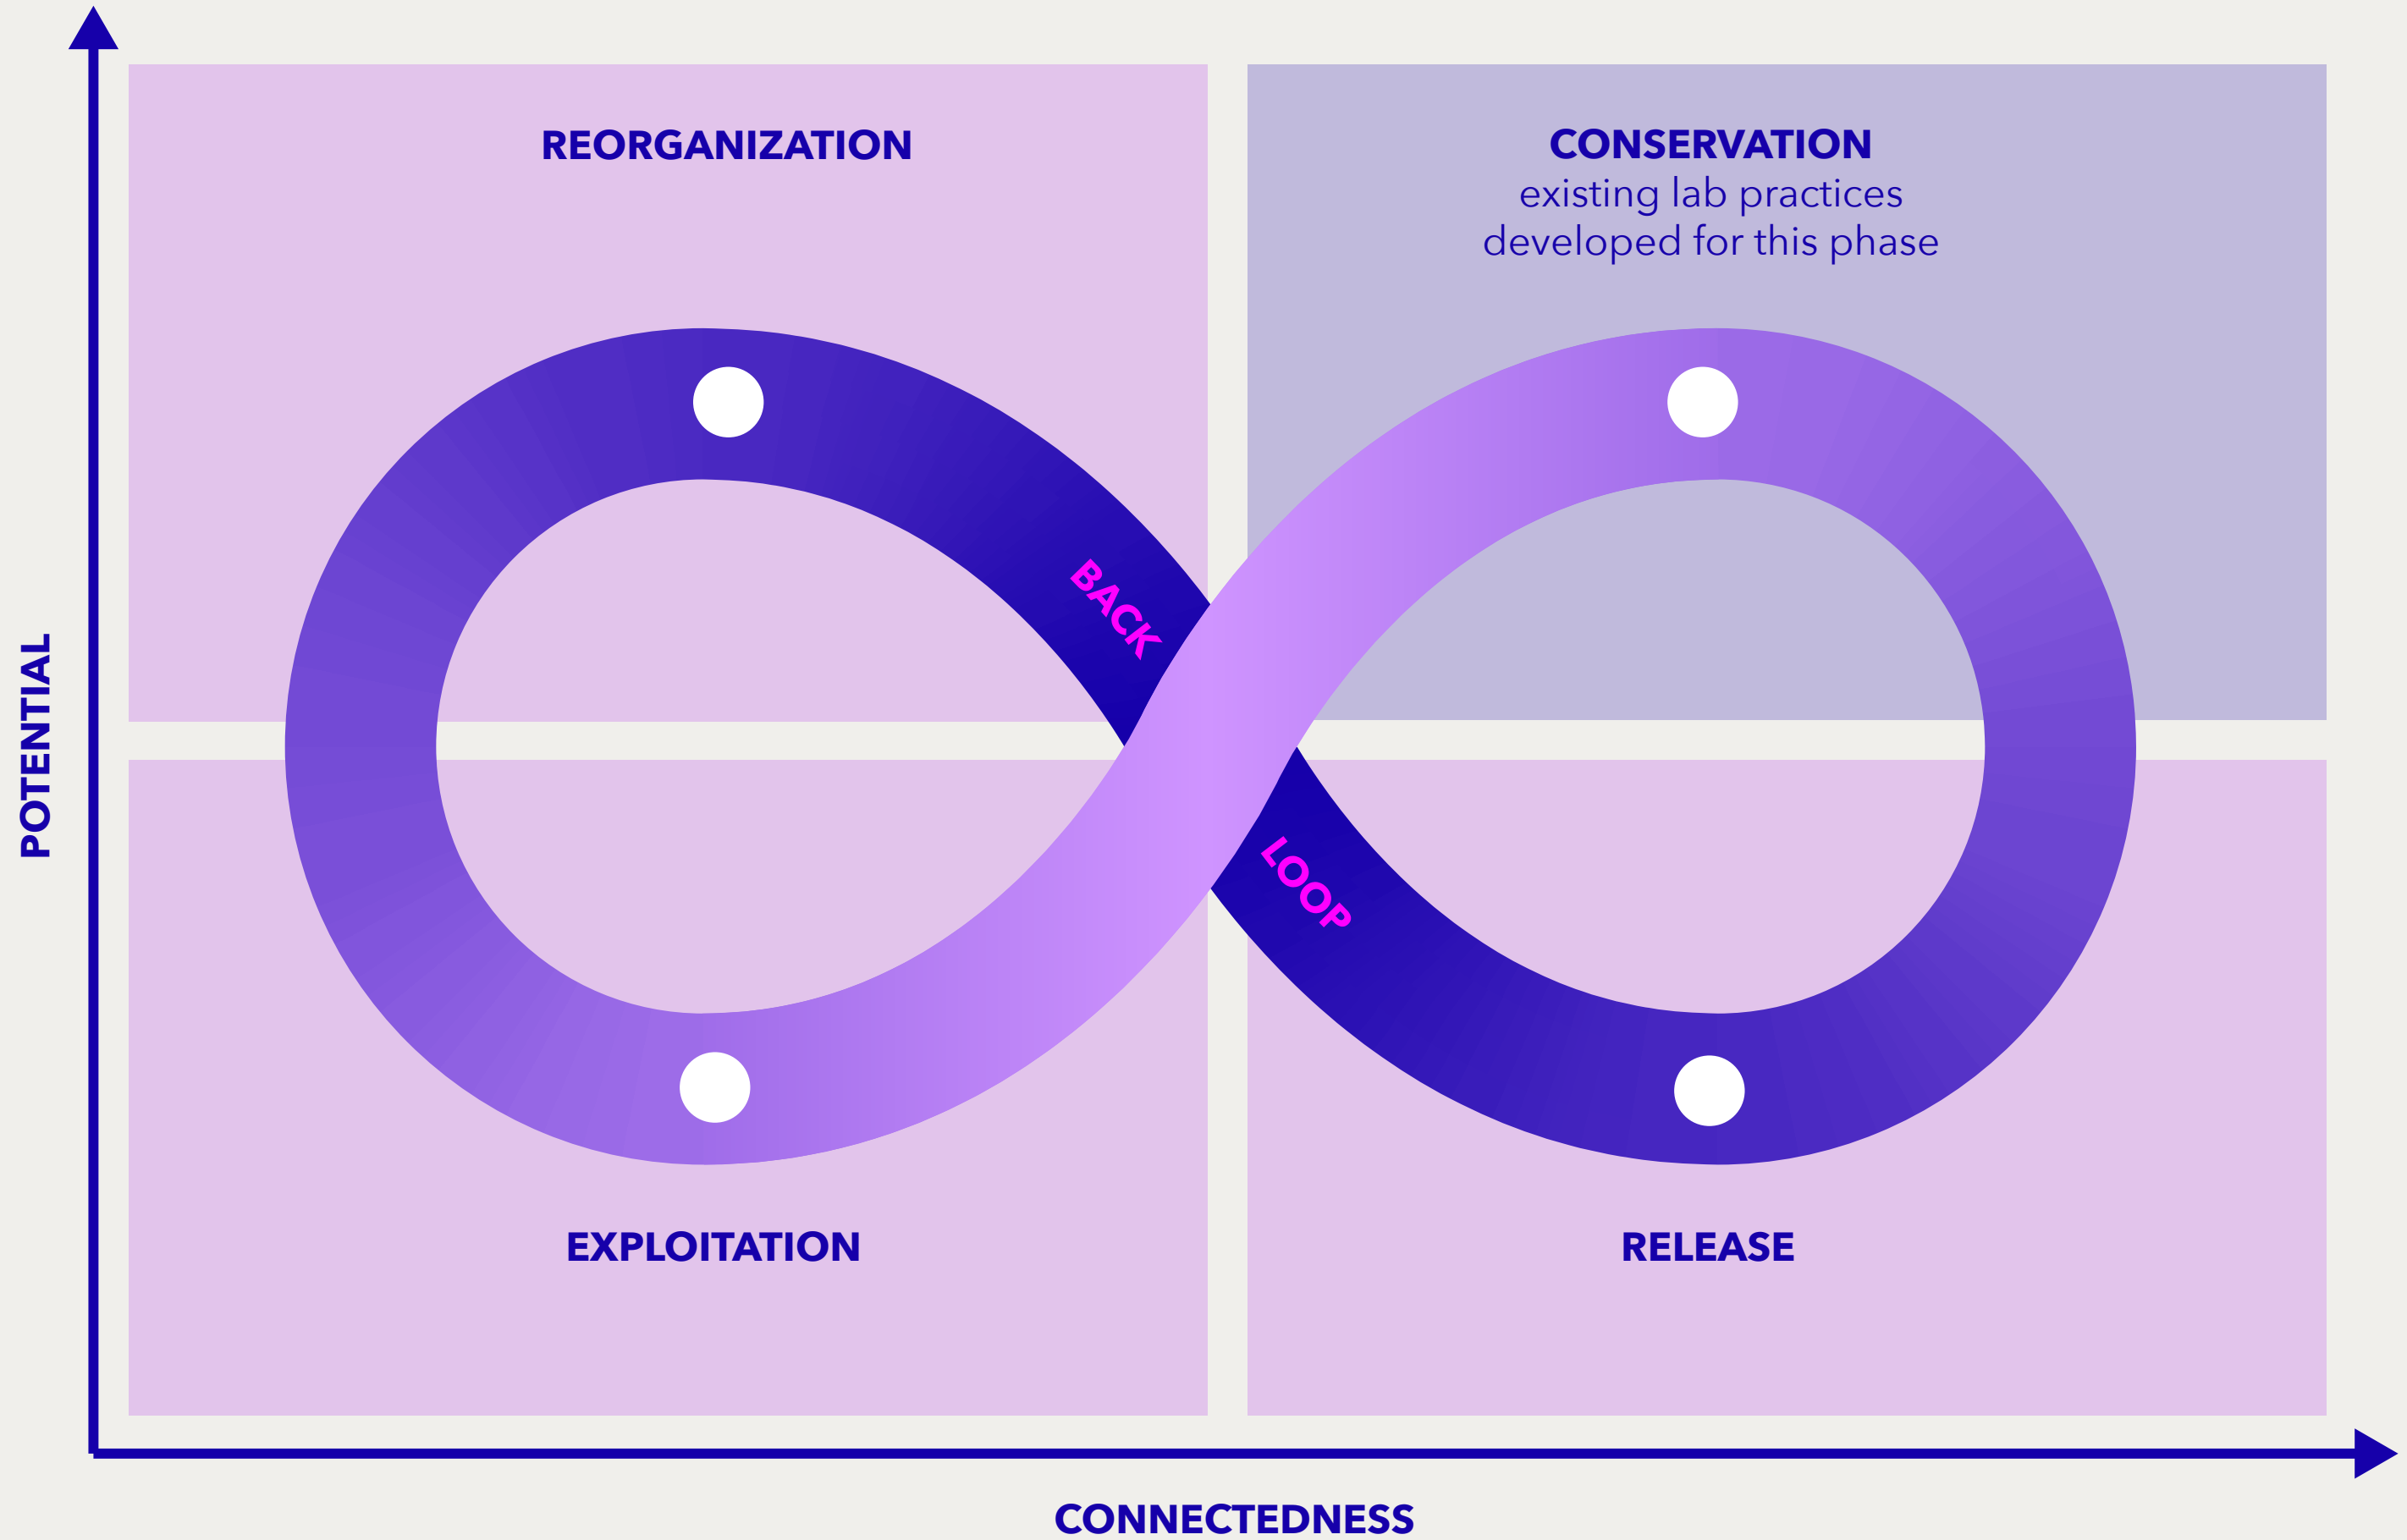 REORGANIZATION
CONSERVATION
existing lab practices
developed for this phase
BACK
LOOP
POTENTIAL
EXPLOITATION
RELEASE
CONNECTEDNESS